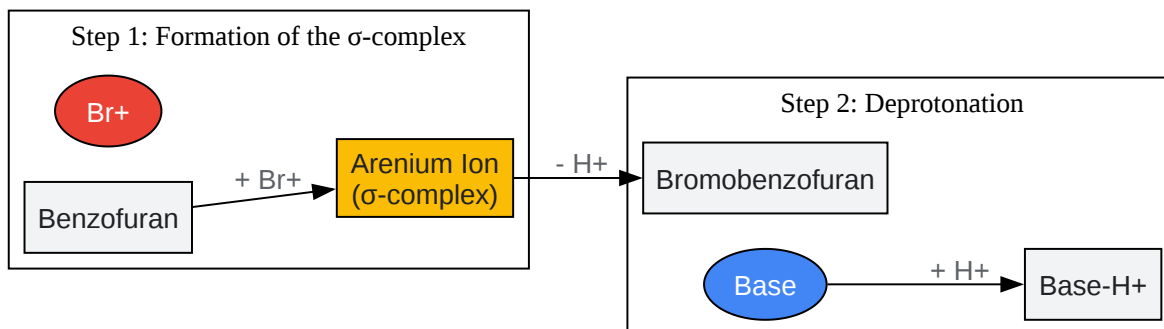 Step 1: Formation of the σ-complex
Br+
Benzofuran
+ Br+
Arenium Ion
(σ-complex)
- H+
Step 2: Deprotonation
Bromobenzofuran
Base
+ H+
Base-H+